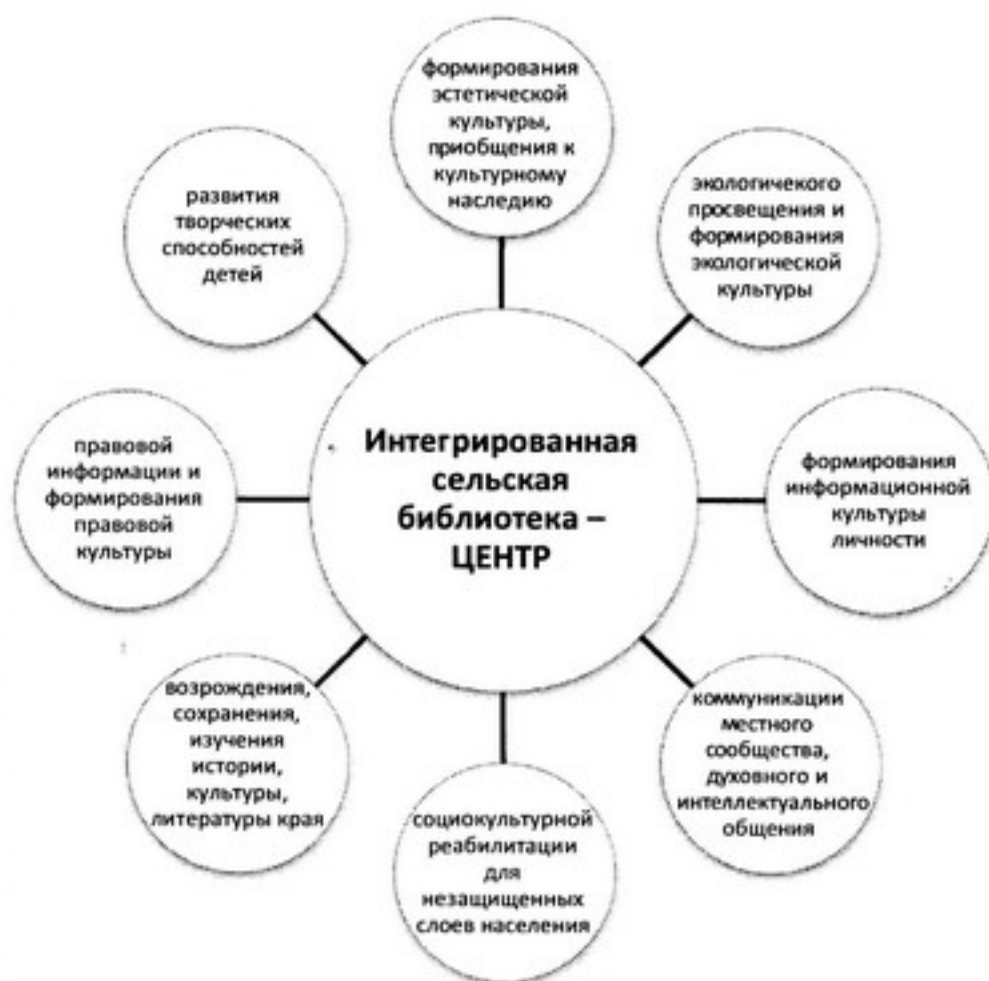 формирования
эстетической
культуры,
приобщения к
культурному
наследию
экологичекого
просвещения и
формирования
экологической
культуры
формирования
информационной
культуры
личности
коммуникации
местного
сообщества,
духовного и
интеллектуального
общения
социокультурной
реабилитации
для
незащищенных
слоев населения
возрождения,
сохранения,
изучения
истории,
культуры,
литературы края
правовой
информации и
формирования
правовой
культуры
развития
творческих
способностей
детей
Интегрированная
сельская
библиотека –
ЦЕНТР